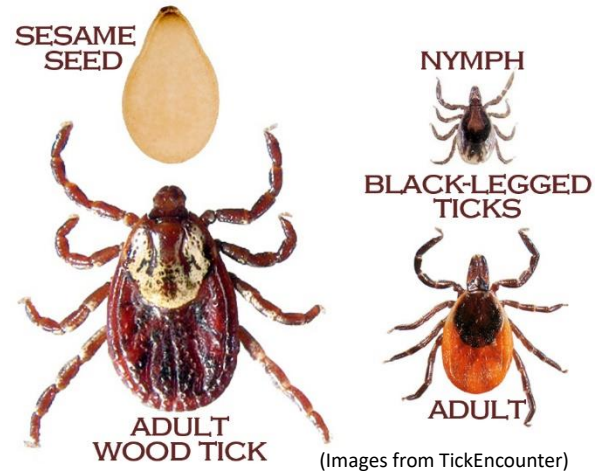 SESAME
SEED
NYMPH
BLACK-LEGGED
TICKS
ADULT
WOOD TICK
ADULT
(Images from TickEncounter)